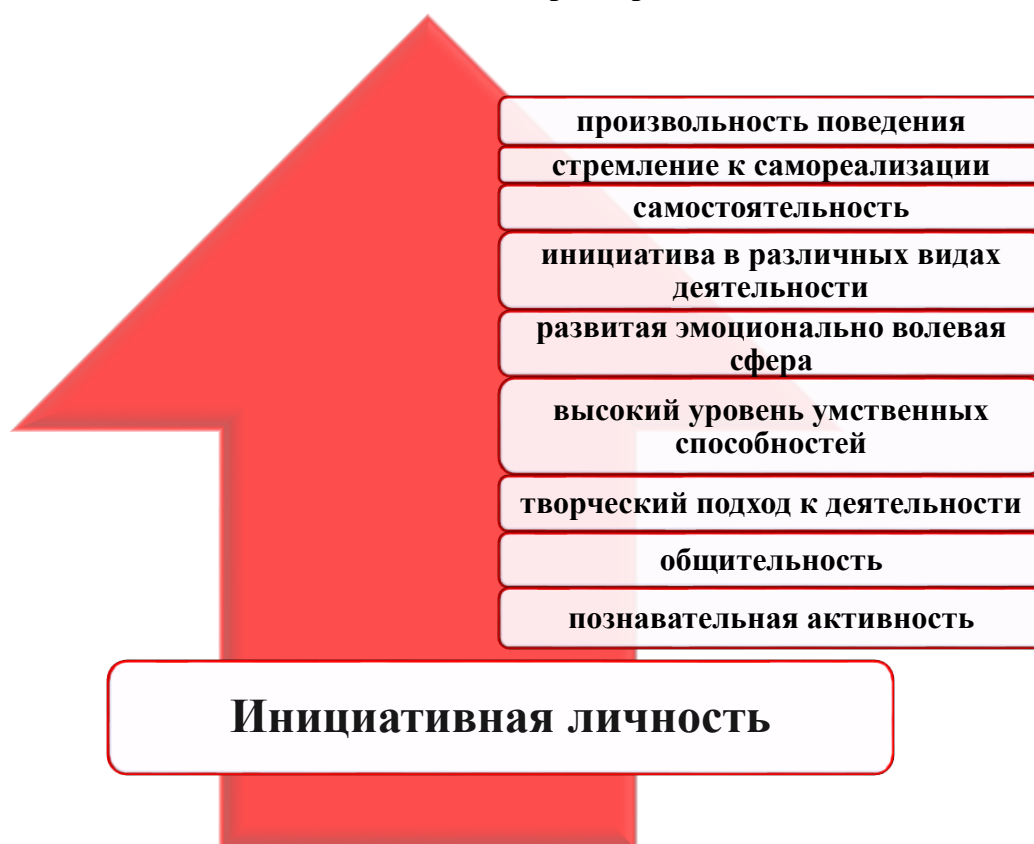 произвольность поведения
стремление к самореализации
самостоятельность
инициатива в различных видах
деятельности
развитая эмоционально волевая
сфера
высокий уровень умственных
способностей
творческий подход к деятельности
общительность
познавательная активность
Инициативная личность